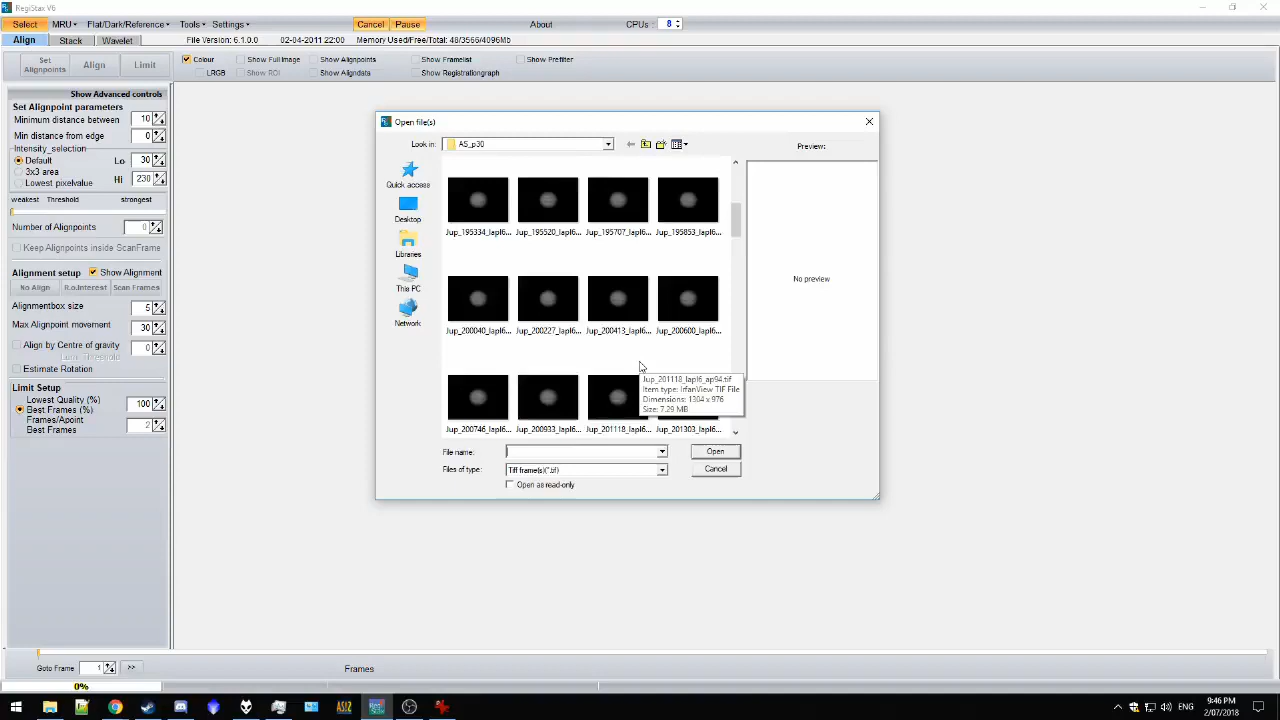 RegiStax V6
Select MRU Flat/Dark/Reference Tools Settings Cancel Pause About CPUs: 8
Align Stack Wavelet File Version: 6.1.0.0 02-04-2011 22:00 Memory Used/Free/Total: 48/3566/4096Mb
Set Alignpoints Align Limit
Colour Show Full Image Show Alignpoints Show Framelist Show Prefilter
LRGB Show ROI Show Aligndata Show Registrationgraph
Show Advanced controls
Set Alignpoint parameters
Minimum distance between 10
Min distance from edge 0
Intensity_selection
Default Lo 30
3x3 area
Lowest pixelvalue Hi 230
weakest Threshold strongest
Number of Alignpoints 0
Keep Alignpoints inside ScanFrame
Alignment setup Show Alignment
No Align R.o.Interest Scan Frames
Alignmentbox size 5
Max Alignpoint movement 30
Align by Centre of gravity 0
Lum_Threshold
Estimate Rotation
Limit Setup
Lowest Quality (%)
Best Frames (%) 100
Frames/Apoint
Best Frames 2
Open file(s)
Look in: AS_p30
Preview:
Quick access
Desktop
Libraries
This PC
Network
Jup_195334_lapl6... Jup_195520_lapl6... Jup_195707_lapl6... Jup_195853_lapl6...
Jup_200040_lapl6... Jup_200227_lapl6... Jup_200413_lapl6... Jup_200600_lapl6...
Jup_200746_lapl6... Jup_200933_lapl6... Jup_201118_lapl6... Jup_201303_lapl6...
Jup_201118_lapl6_ap94.tif
Item type: IrfanView TIF File
Dimensions: 1304 x 976
Size: 7.29 MB
No preview
File name: Open
Files of type: Tiff frame(s)(*.tif) Cancel
Open as read-only
Goto Frame 1 >> Frames
0%
AS!2
ENG
9:46 PM
2/07/2018